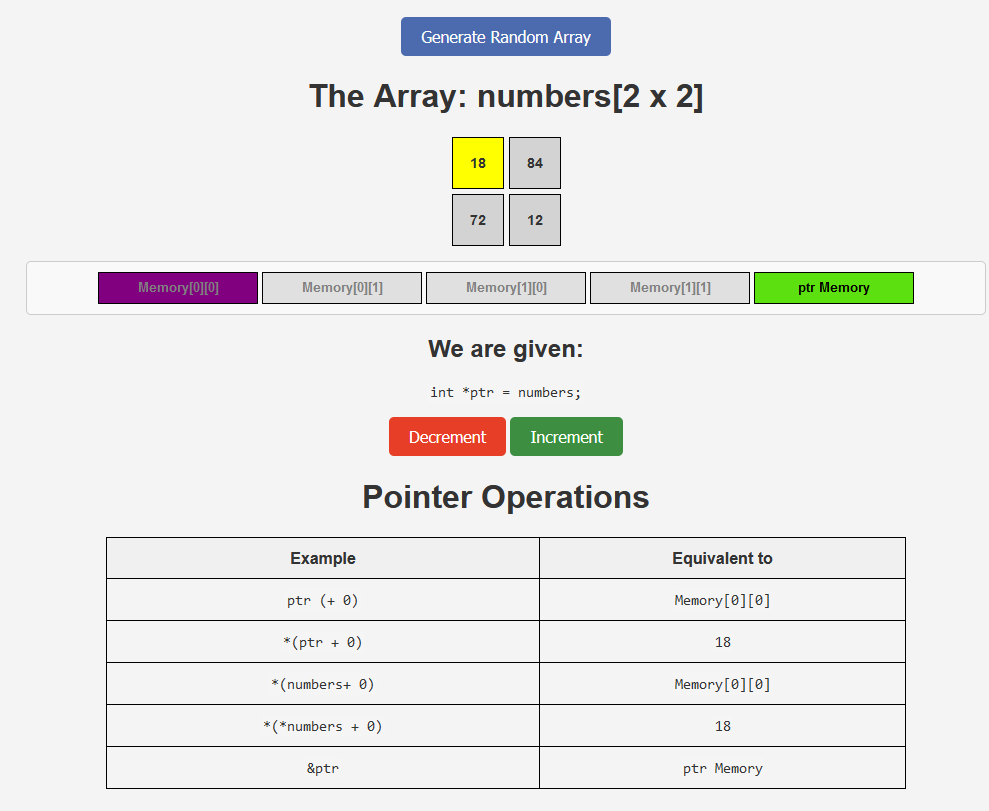 Generate Random Array
The Array: numbers[2 x 2]
18 84
72 12
Memory[0][0] Memory[0][1] Memory[1][0] Memory[1][1] ptr Memory
We are given:
int *ptr = numbers;
Decrement Increment
Pointer Operations
Example Equivalent to
ptr (+ 0) Memory[0][0]
*(ptr + 0) 18
*(numbers+ 0) Memory[0][0]
*(*numbers + 0) 18
&ptr ptr Memory